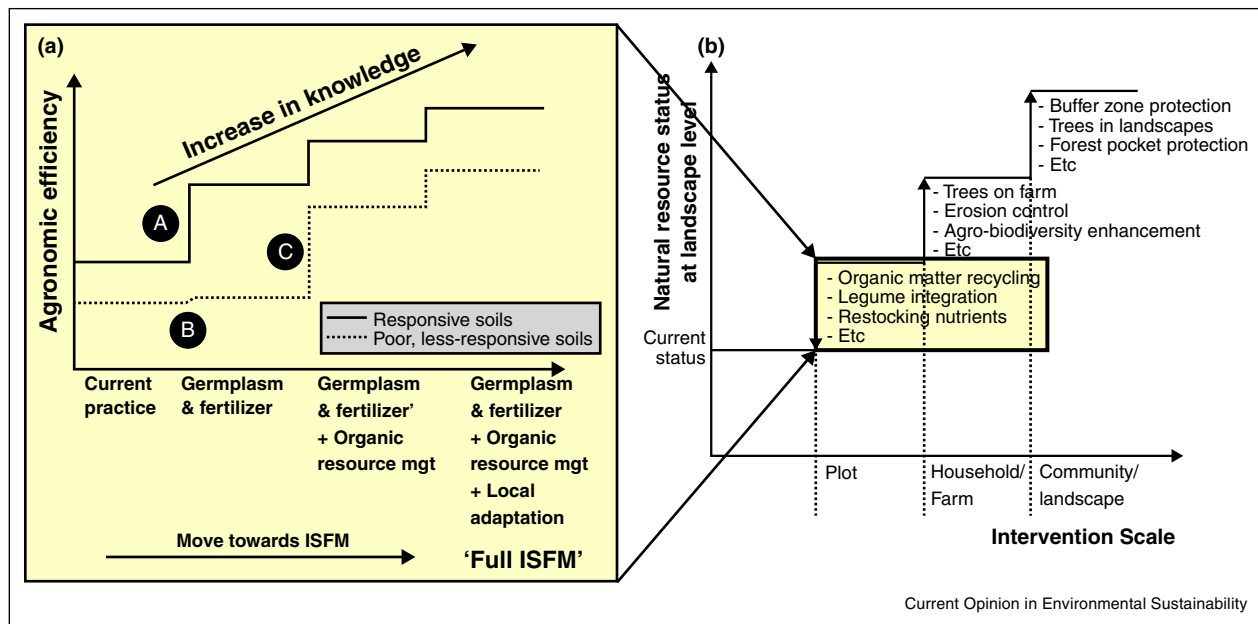 (a)
Increase in knowledge
Agronomic efficiency
A
B
C
Responsive soils
Poor, less-responsive soils
Current
practice
Germplasm
& fertilizer
Germplasm
& fertilizer’
+ Organic
resource mgt
Germplasm
& fertilizer
+ Organic
resource mgt
+ Local
adaptation
Move towards ISFM
‘Full ISFM’
(b)
Natural resource status
at landscape level
- Buffer zone protection
- Trees in landscapes
- Forest pocket protection
- Etc
- Trees on farm
- Erosion control
- Agro-biodiversity enhancement
- Etc
- Organic matter recycling
- Legume integration
- Restocking nutrients
- Etc
Current
status
Plot
Household/
Farm
Community/
landscape
Intervention Scale
Current Opinion in Environmental Sustainability